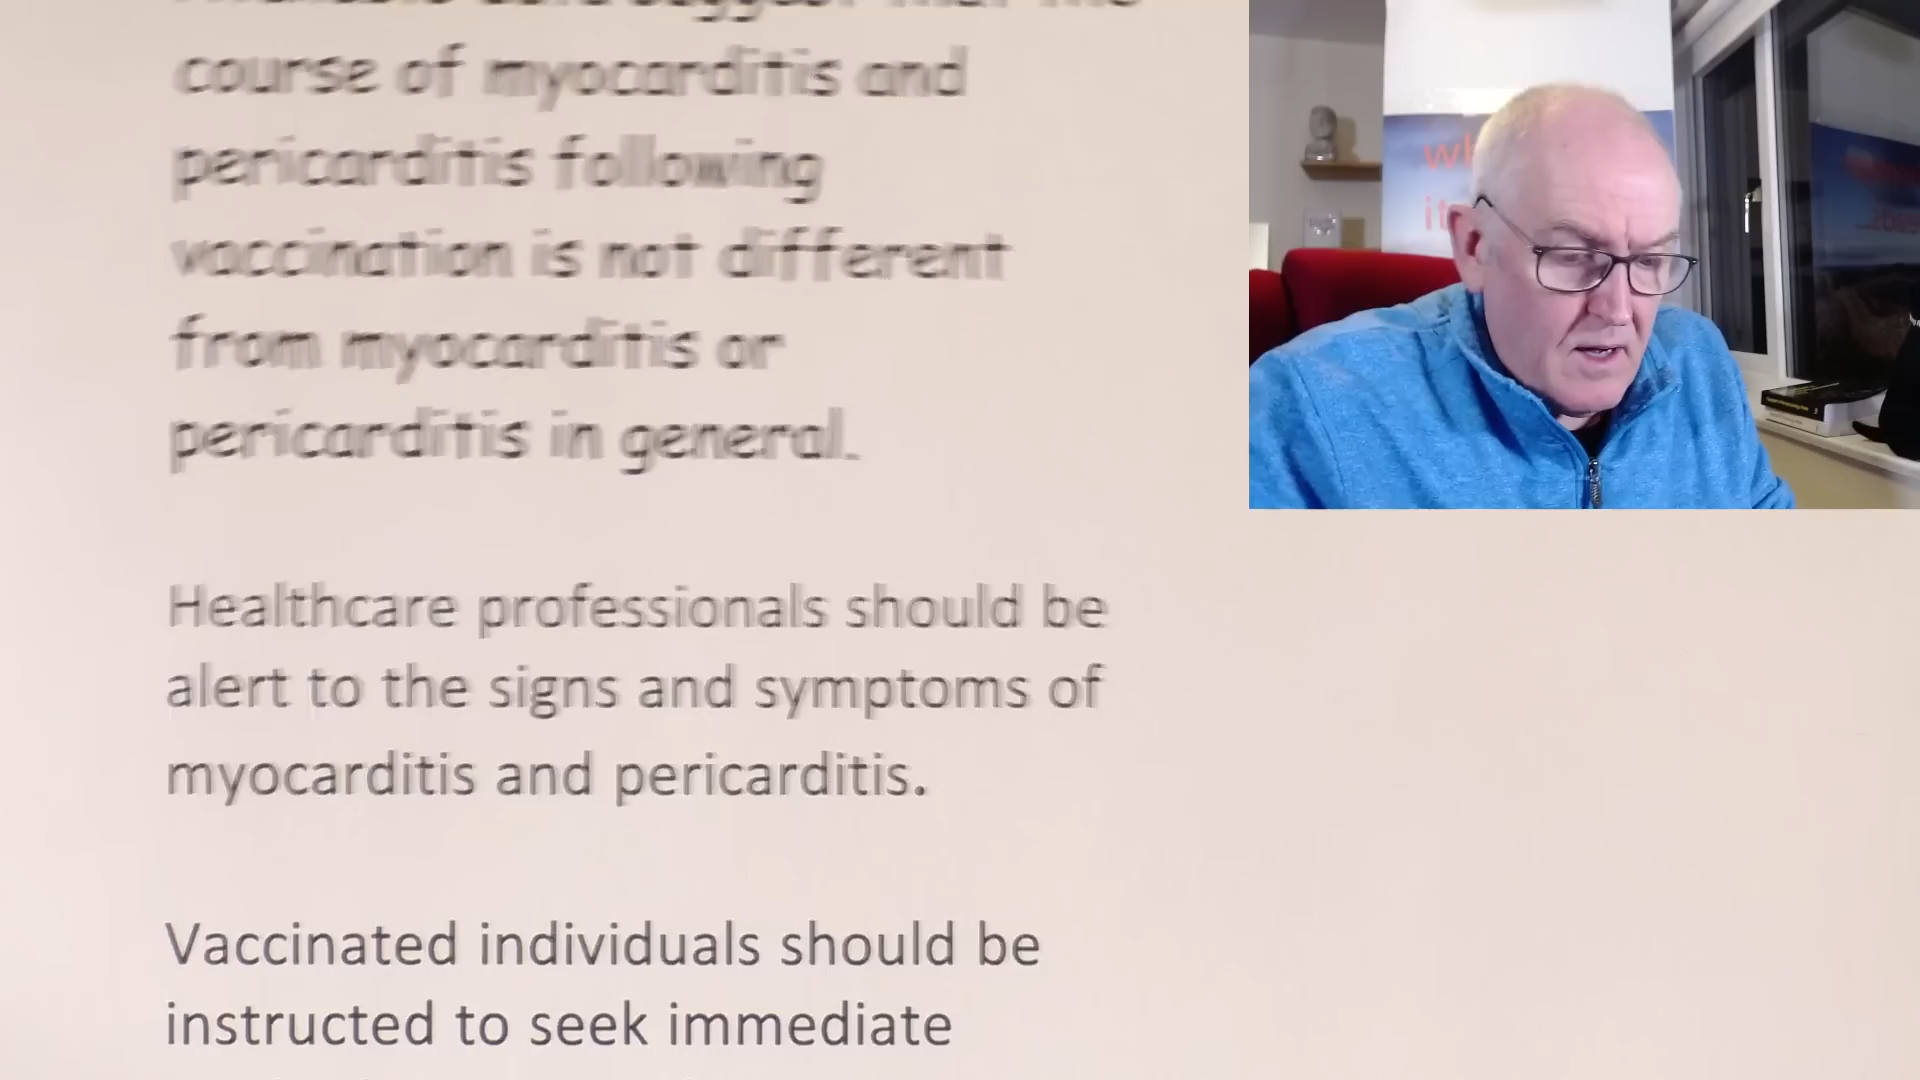 course of myocarditis and
pericarditis following
vaccination is not different
from myocarditis or
pericarditis in general.
Healthcare professionals should be
alert to the signs and symptoms of
myocarditis and pericarditis.
Vaccinated individuals should be
instructed to seek immediate